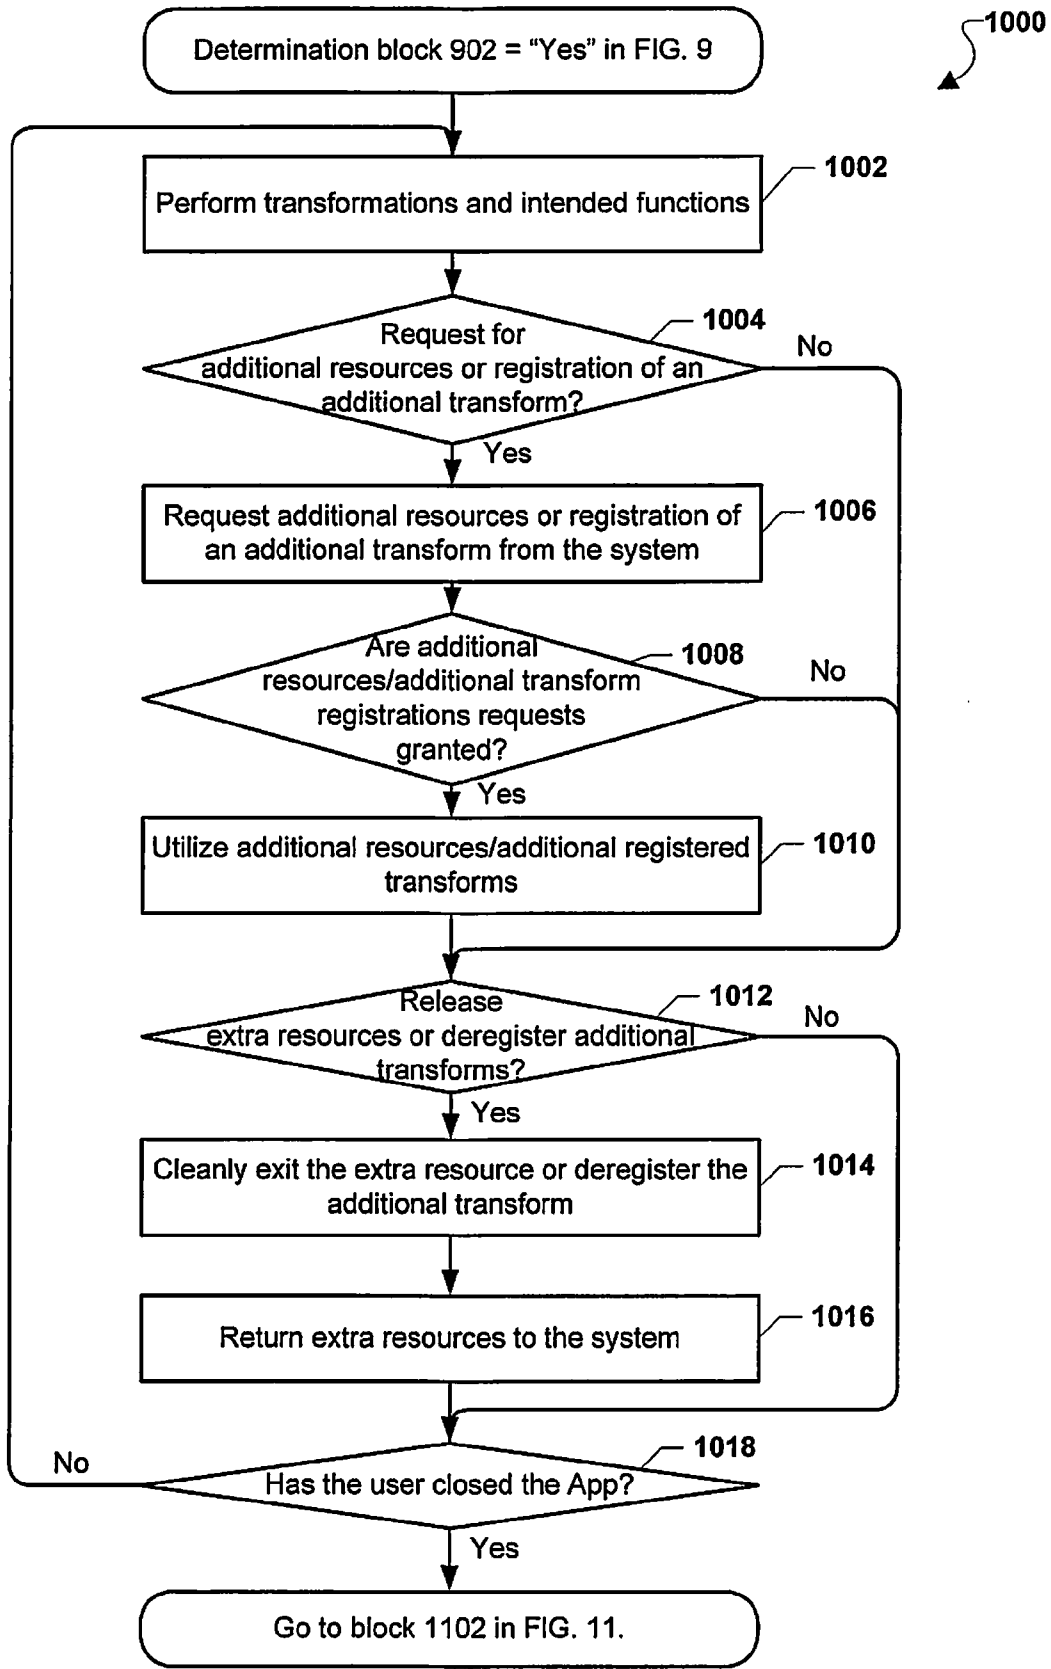 1000
Determination block 902 = “Yes” in FIG. 9
1002
Perform transformations and intended functions
1004
Request for
additional resources or registration of an
additional transform?
No
Yes
1006
Request additional resources or registration of
an additional transform from the system
1008
Are additional
resources/additional transform
registrations requests
granted?
No
Yes
1010
Utilize additional resources/additional registered
transforms
1012
Release
extra resources or deregister additional
transforms?
No
Yes
1014
Cleanly exit the extra resource or deregister the
additional transform
1016
Return extra resources to the system
1018
Has the user closed the App?
No
Yes
Go to block 1102 in FIG. 11.